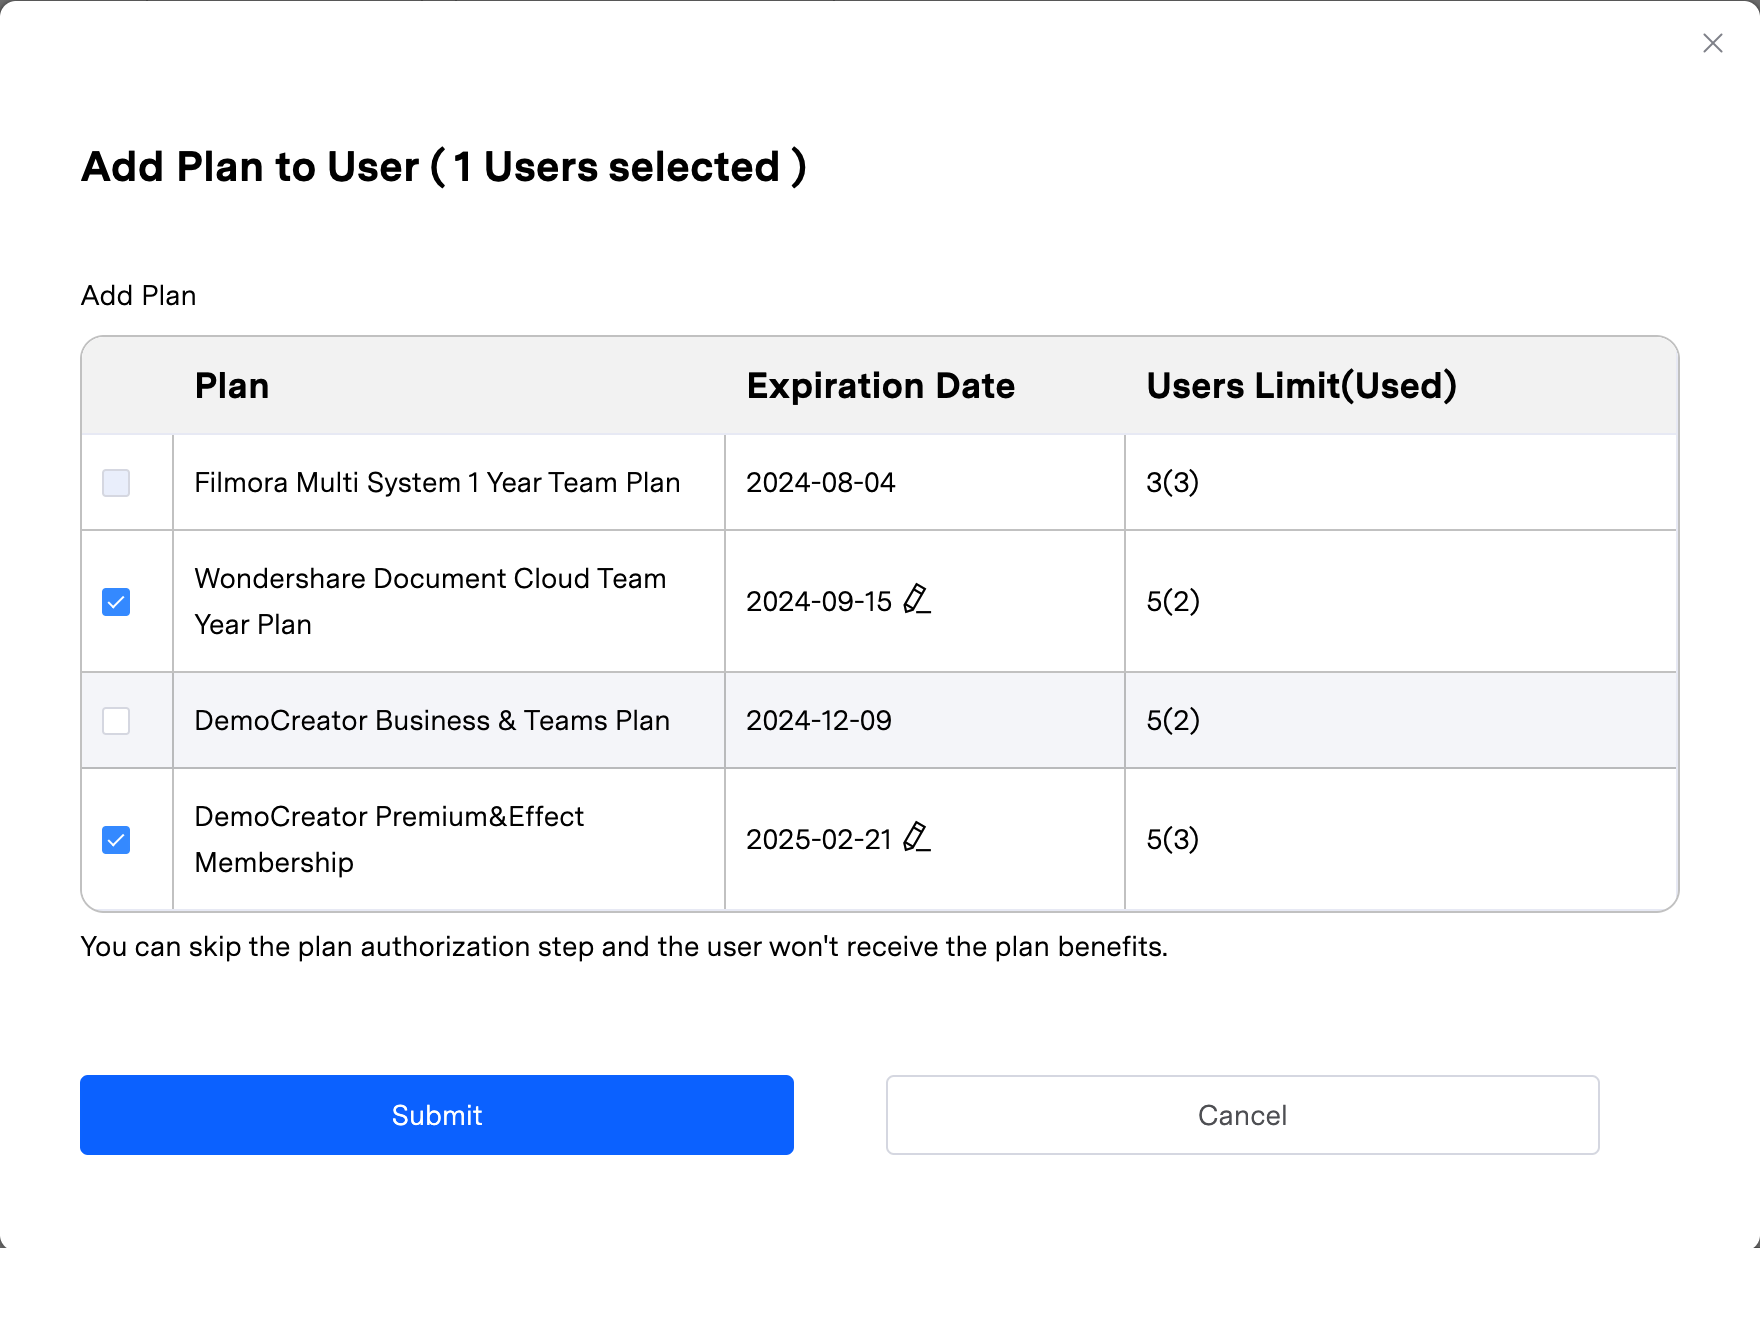 Add Plan to User ( 1 Users selected )
Add Plan
Plan Expiration Date Users Limit(Used)
Filmora Multi System 1 Year Team Plan 2024-08-04 3(3)
Wondershare Document Cloud Team
Year Plan 2024-09-15 5(2)
DemoCreator Business & Teams Plan 2024-12-09 5(2)
DemoCreator Premium&Effect
Membership 2025-02-21 5(3)
You can skip the plan authorization step and the user won't receive the plan benefits.
Submit Cancel